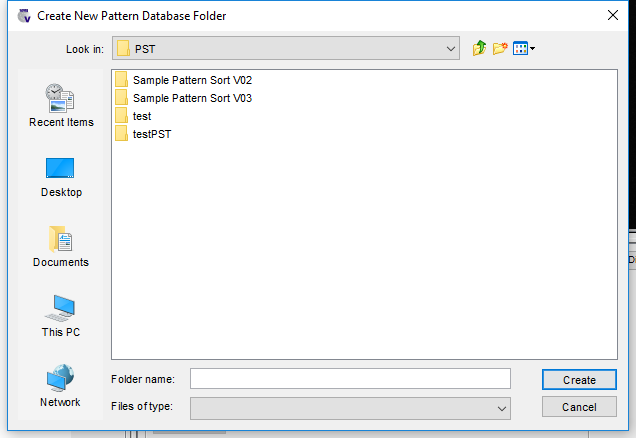 Create New Pattern Database Folder
Look in: PST
Sample Pattern Sort V02
Sample Pattern Sort V03
test
testPST
Recent Items
Desktop
Documents
This PC
Network
Folder name:
Create
Files of type:
Cancel